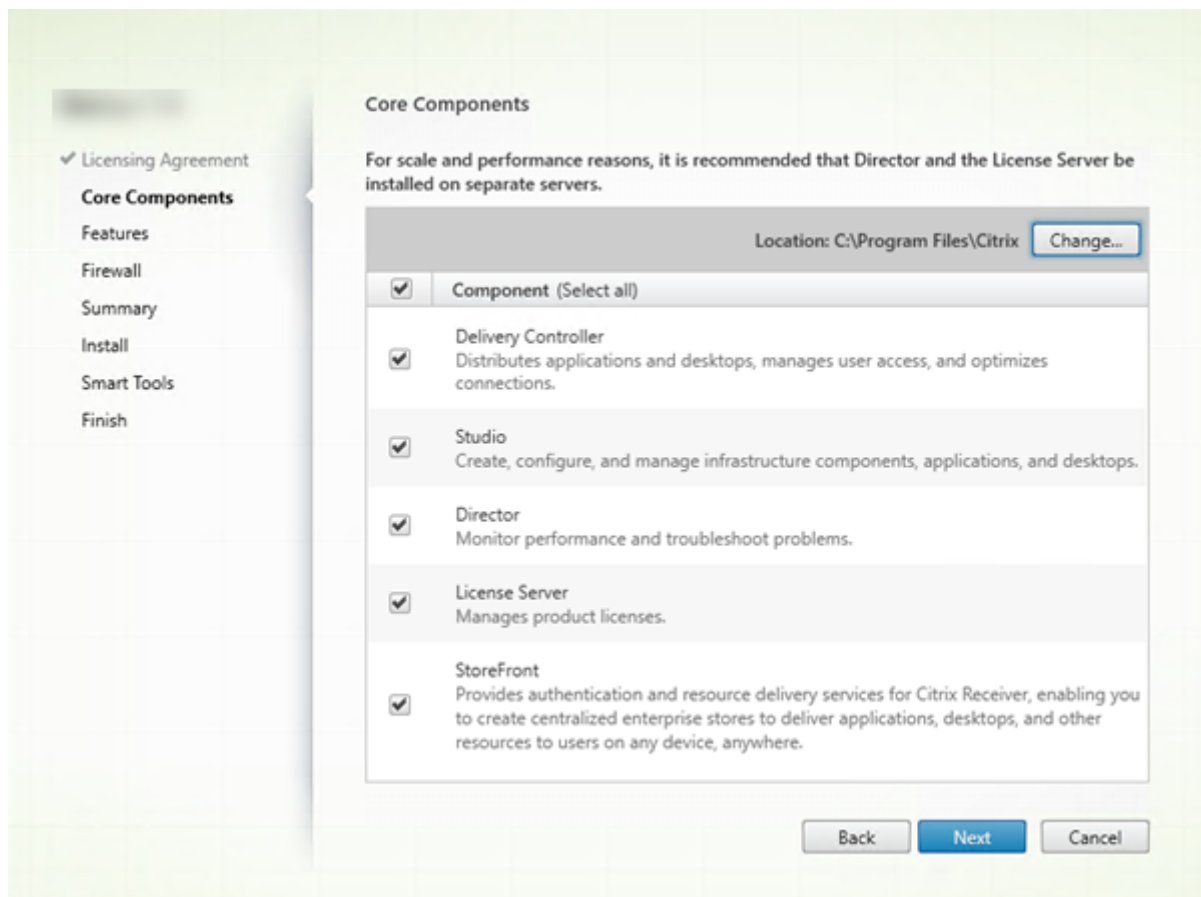 Licensing Agreement
Core Components
Features
Firewall
Summary
Install
Smart Tools
Finish
Core Components
For scale and performance reasons, it is recommended that Director and the License Server be
installed on separate servers.
Location: C:\Program Files\Citrix Change...
Component (Select all)
Delivery Controller
Distributes applications and desktops, manages user access, and optimizes
connections.
Studio
Create, configure, and manage infrastructure components, applications, and desktops.
Director
Monitor performance and troubleshoot problems.
License Server
Manages product licenses.
StoreFront
Provides authentication and resource delivery services for Citrix Receiver, enabling you
to create centralized enterprise stores to deliver applications, desktops, and other
resources to users on any device, anywhere.
Back Next Cancel